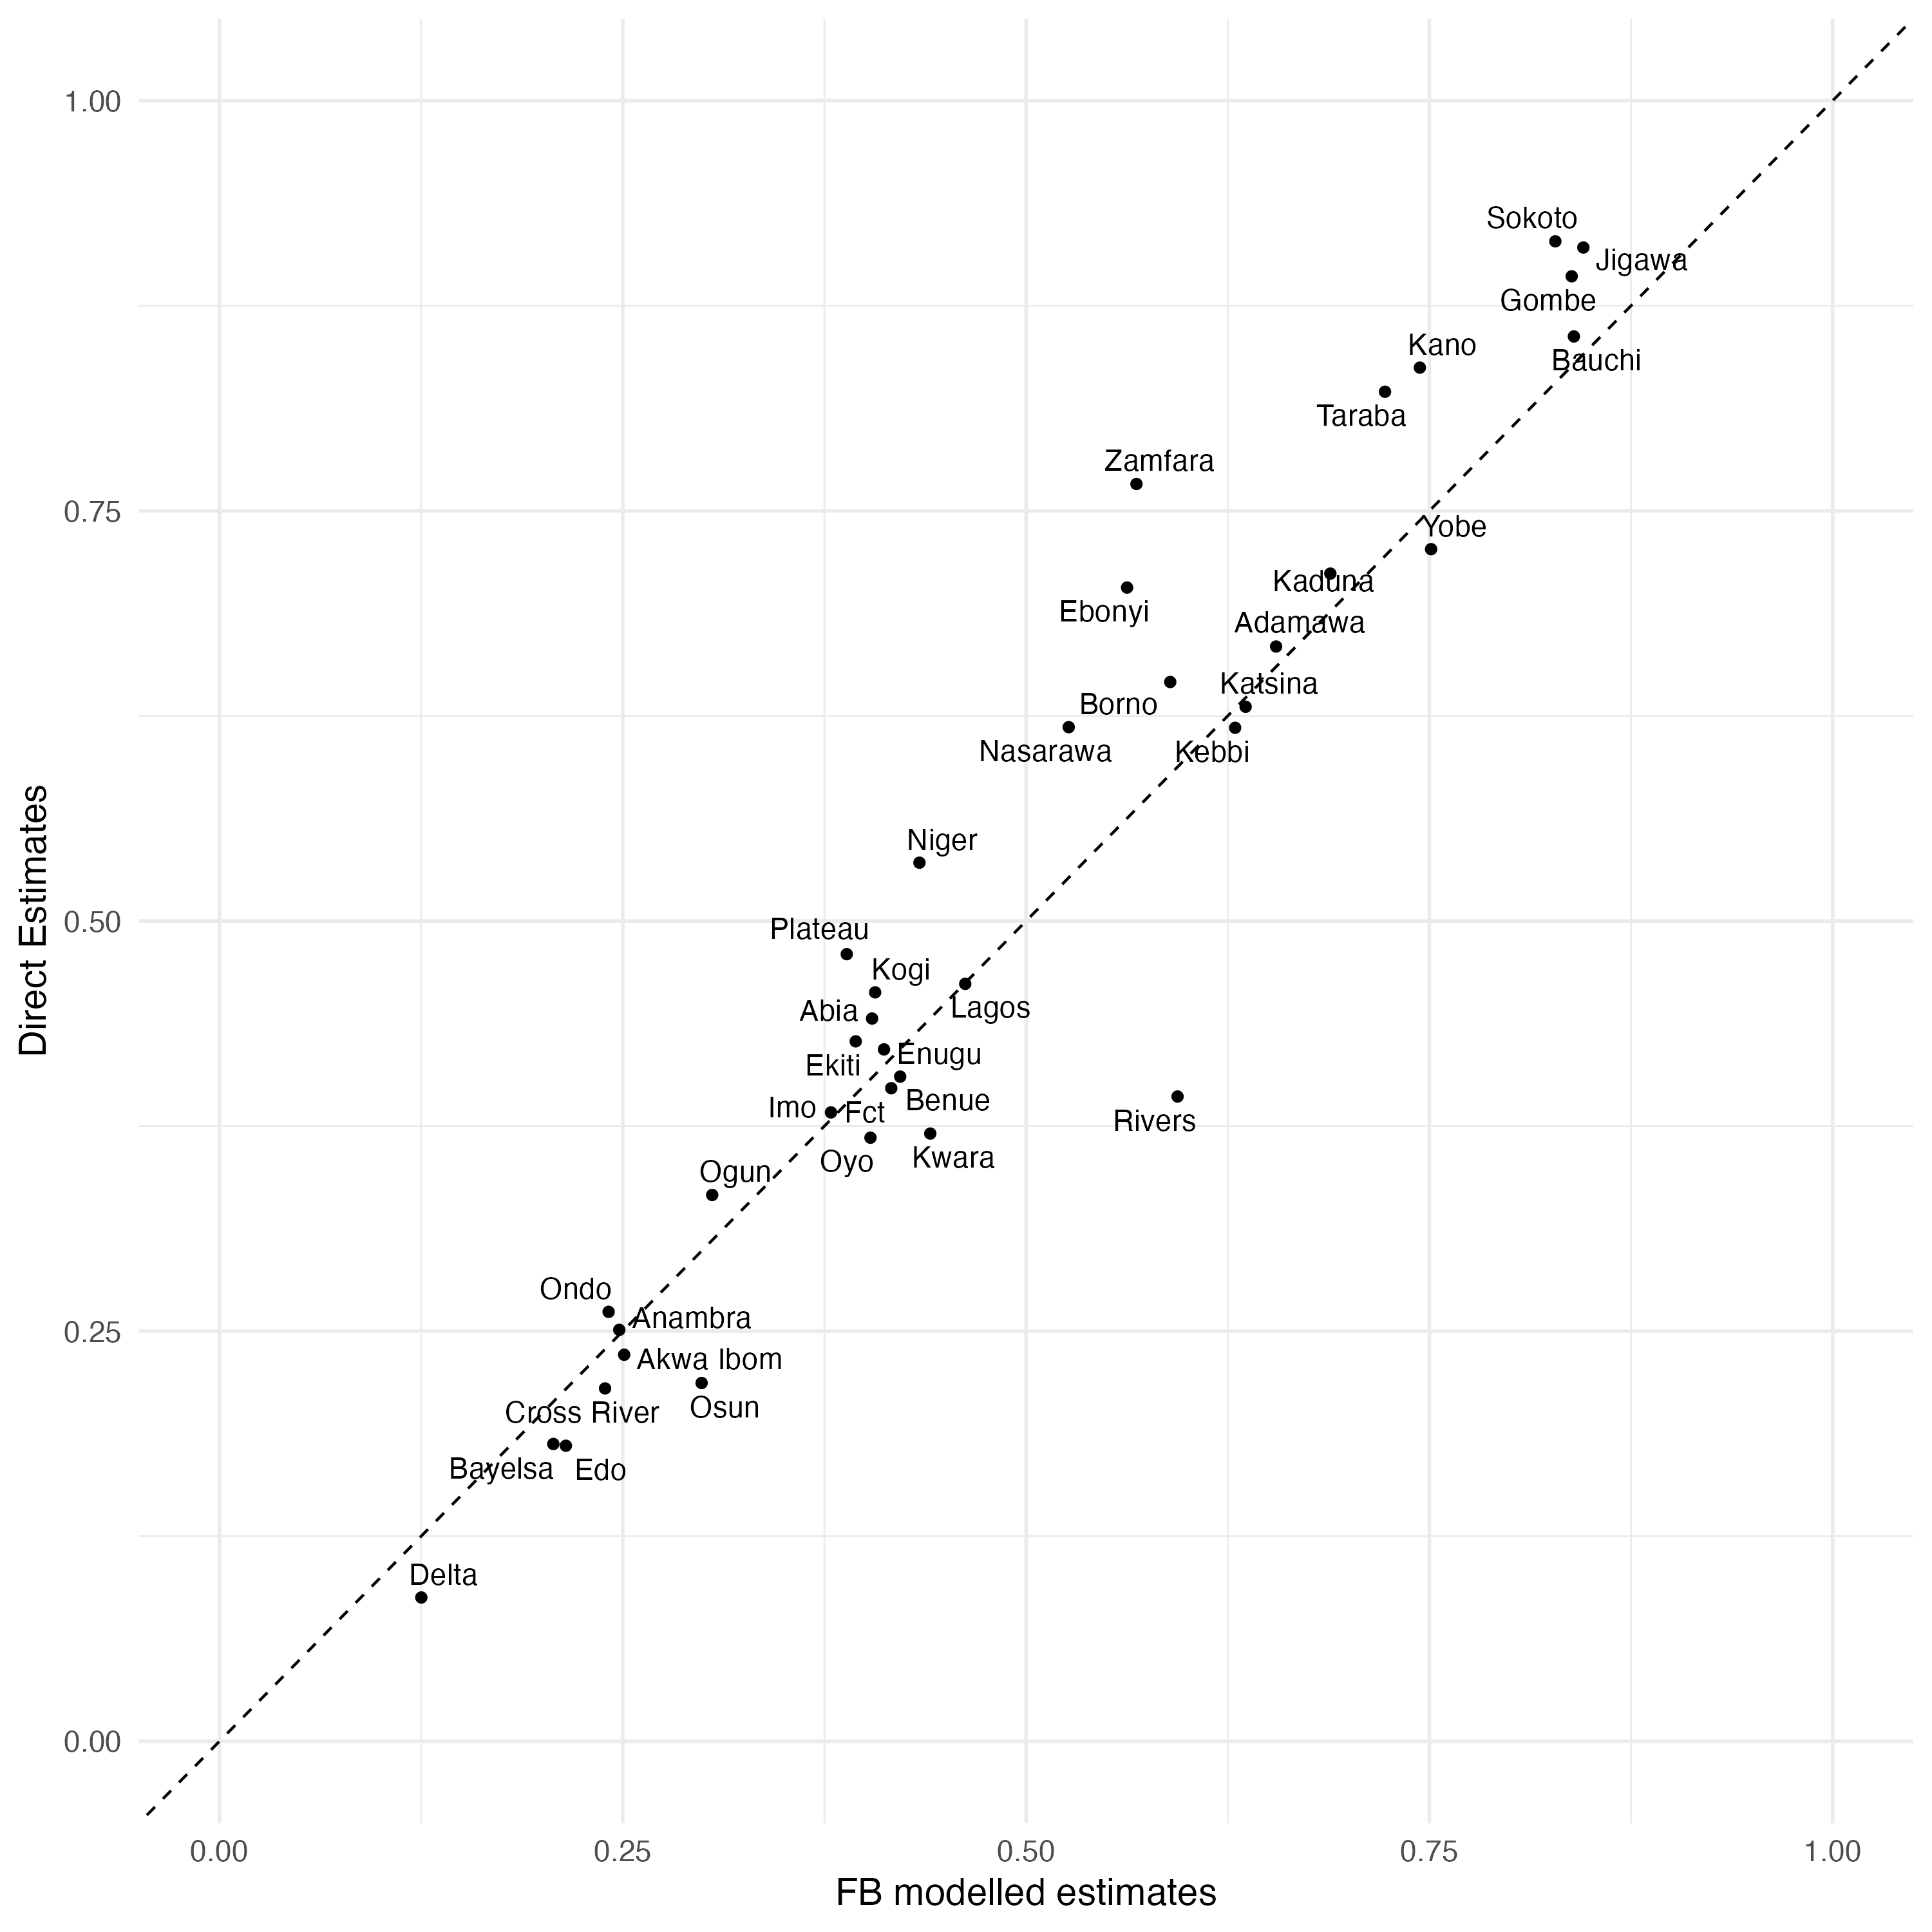 1.00
Sokoto
Jigawa
Gombe
Kano
Bauchi
Taraba
Zamfara
0.75
Yobe
Kaduna
Ebonyi
Adamawa
Katsina
Borno
Nasarawa
Kebbi
Niger
0.50
Plateau
Kogi
Abia
Lagos
Enugu
Ekiti
Benue
Imo
Fct
Rivers
Oyo
Kwara
Ogun
Ondo
Anambra
0.25
Akwa Ibom
Osun
Cross River
Bayelsa
Edo
Delta
0.00
Direct Estimates
0.00
0.25
0.50
0.75
1.00
FB modelled estimates